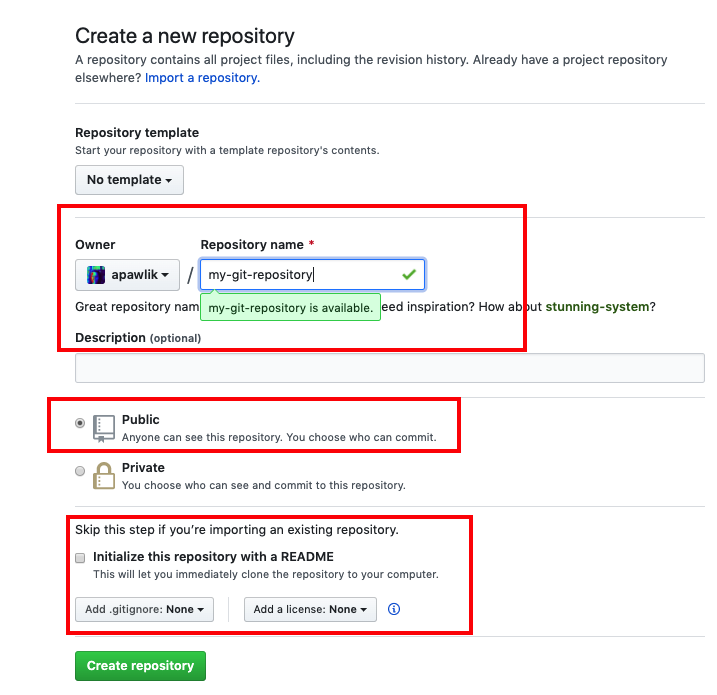 Create a new repository
A repository contains all project files, including the revision history. Already have a project repository
elsewhere? Import a repository.
Repository template
Start your repository with a template repository's contents.
No template
Owner
Repository name *
apawlik / my-git-repository
Great repository nam
my-git-repository is available.
eed inspiration? How about stunning-system?
Description (optional)
Public
Anyone can see this repository. You choose who can commit.
Private
You choose who can see and commit to this repository.
Skip this step if you're importing an existing repository.
Initialize this repository with a README
This will let you immediately clone the repository to your computer.
Add .gitignore: None
Add a license: None
Create repository